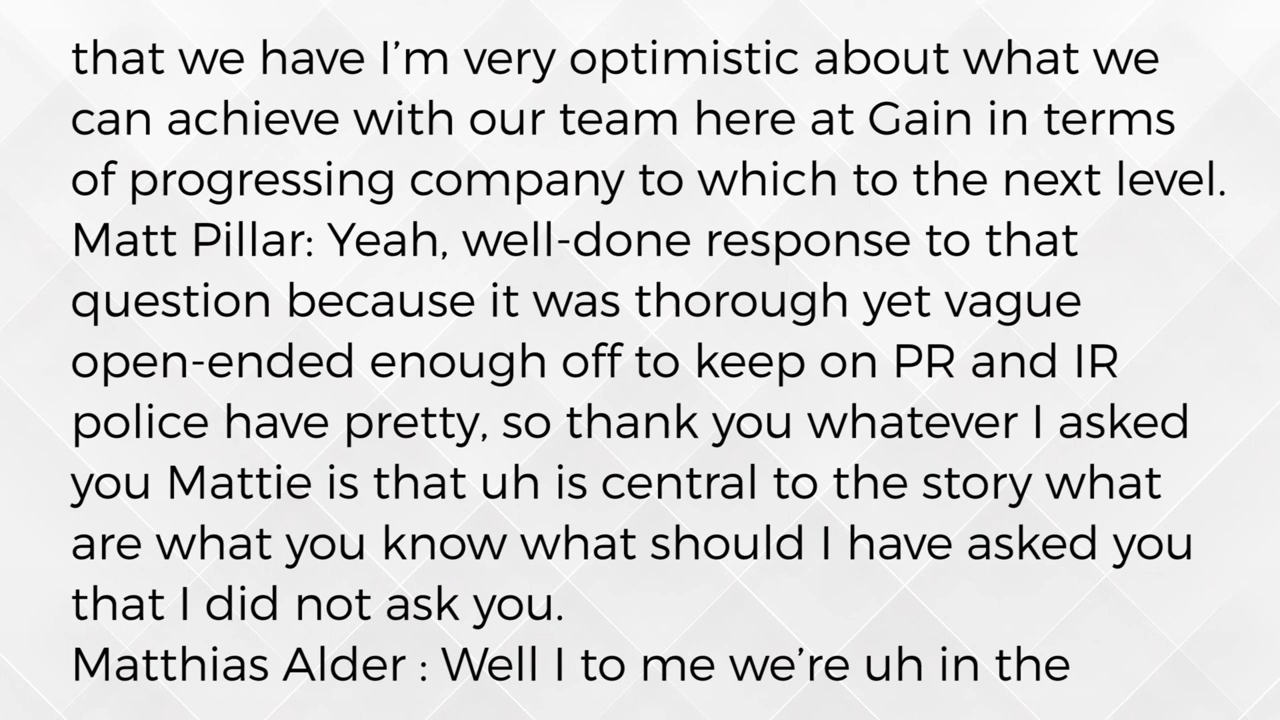 that we have I’m very optimistic about what we
can achieve with our team here at Gain in terms
of progressing company to which to the next level.
Matt Pillar: Yeah, well-done response to that
question because it was thorough yet vague
open-ended enough off to keep on PR and IR
police have pretty, so thank you whatever I asked
you Mattie is that uh is central to the story what
are what you know what should I have asked you
that I did not ask you.
Matthias Alder : Well I to me we’re uh in the